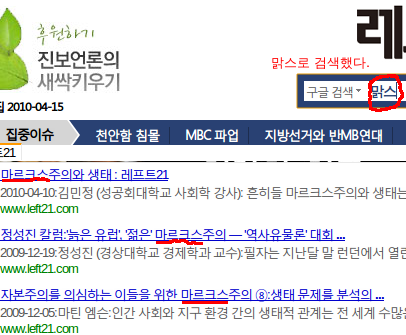 후원하기
진보언론의
새싹키우기
레프
맑스로 검색했다.
구글 검색 맑스
2010-04-15
집중이슈 천안함 침몰 MBC 파업 지방선거와 반MB연대
트21
마르크스주의와 생태 : 레프트21
2010-04-10:김민정 (성공회대학교 사회학 강사): 흔히들 마르크스주의와 생태는
www.left21.com
정성진 칼럼:'늙은 유럽', '젊은' 마르크스주의 — '역사유물론' 대회 ...
2009-12-19:정성진 (경상대학교 경제학과 교수):필자는 지난달 말 런던에서 열린
www.left21.com
자본주의를 의심하는 이들을 위한 마르크스주의 ⑧:생태 문제를 분석의 ...
2009-12-05:마틴 엠슨:인간 사회와 지구 환경 간의 생태적 관계는 전 세계 수많은
www.left21.com